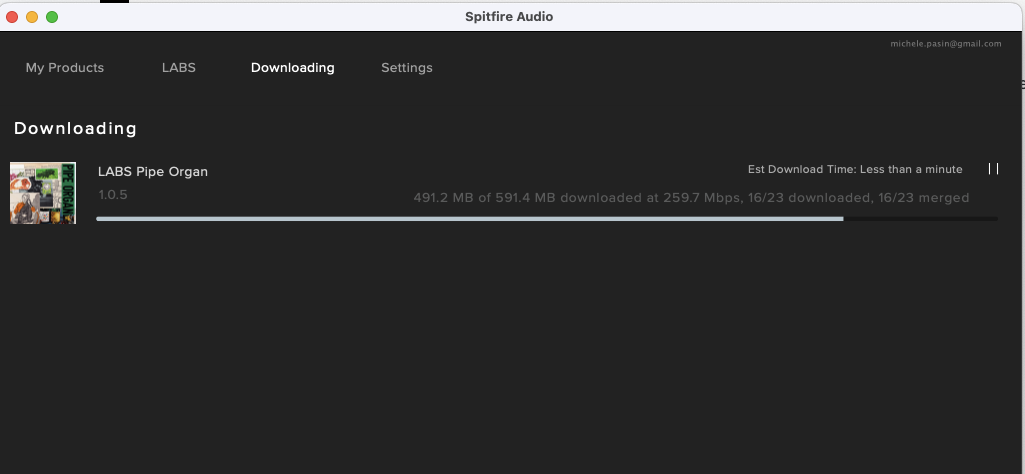 Spitfire Audio
michele.pasin@gmail.com
My Products LABS Downloading Settings
Downloading
LABS Pipe Organ
Est Download Time: Less than a minute
1.0.5
491.2 MB of 591.4 MB downloaded at 259.7 Mbps, 16/23 downloaded, 16/23 merged